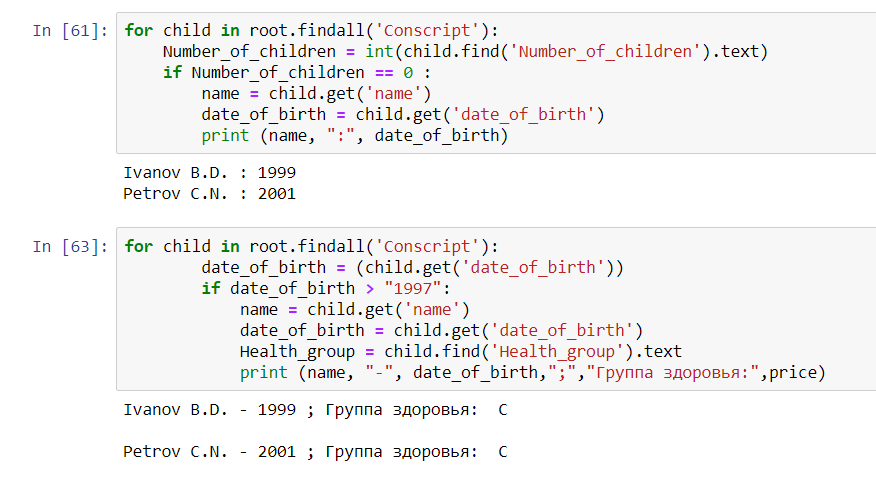 In [61]: for child in root.findall('Conscript'):
    Number_of_children = int(child.find('Number_of_children').text)
    if Number_of_children == 0 :
        name = child.get('name')
        date_of_birth = child.get('date_of_birth')
        print (name, ":", date_of_birth)
Ivanov B.D. : 1999
Petrov C.N. : 2001
In [63]: for child in root.findall('Conscript'):
        date_of_birth = (child.get('date_of_birth'))
        if date_of_birth > "1997":
            name = child.get('name')
            date_of_birth = child.get('date_of_birth')
            Health_group = child.find('Health_group').text
            print (name, "-", date_of_birth,";","Группа здоровья:",price)
Ivanov B.D. - 1999 ; Группа здоровья:  C
Petrov C.N. - 2001 ; Группа здоровья:  C